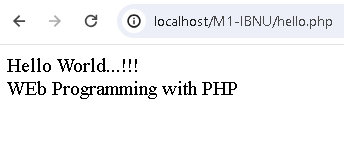 localhost/M1-IBNU/hello.php
Hello World...!!!
WEb Programming with PHP